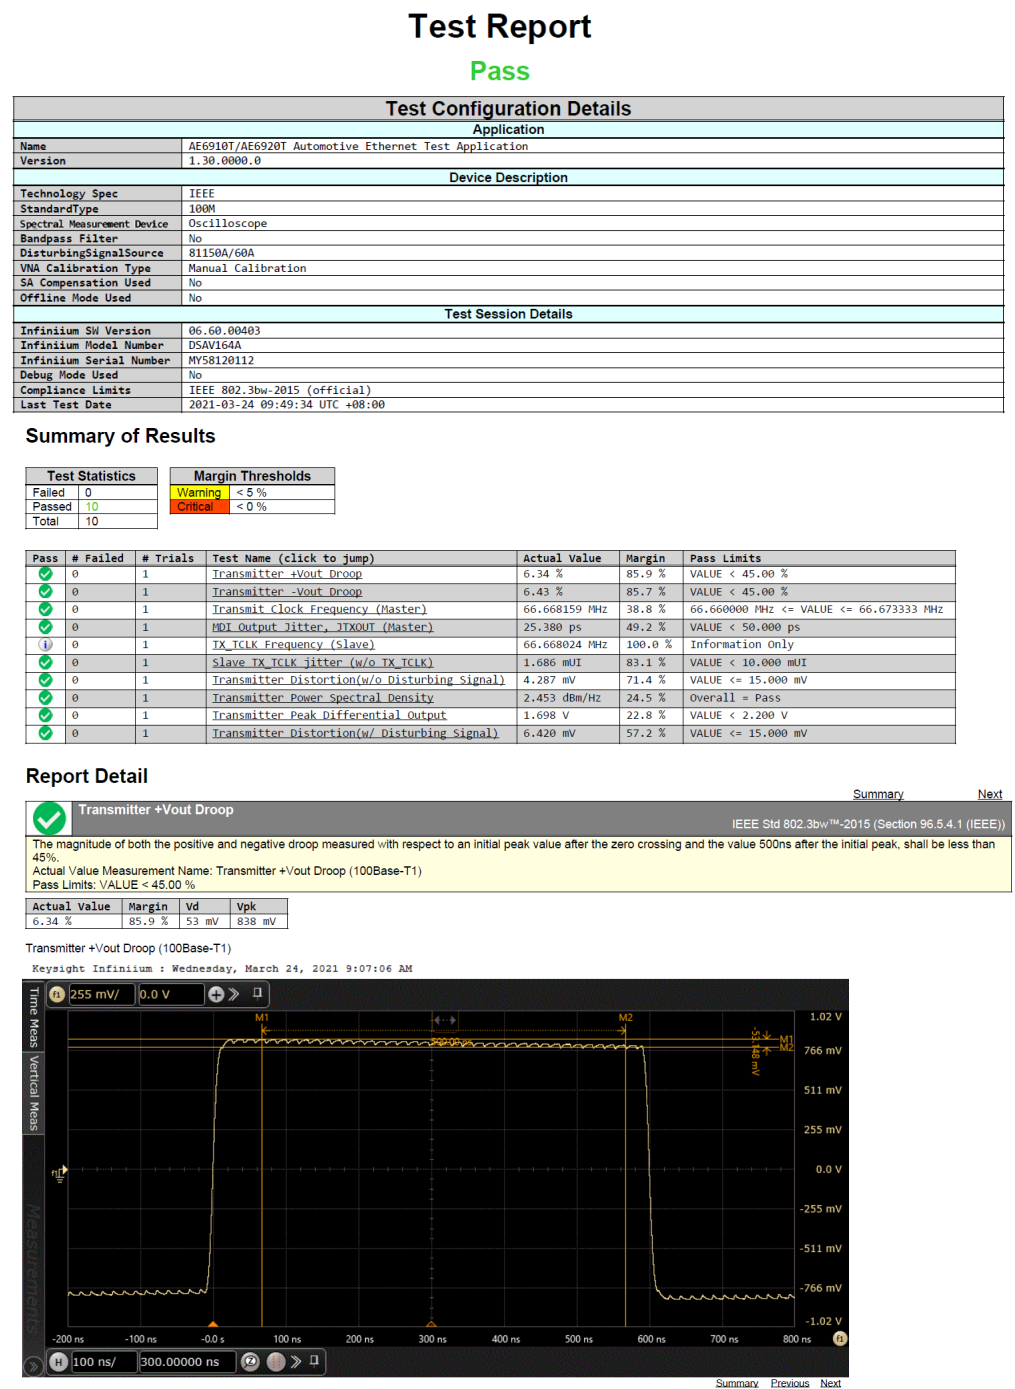 Test Report
Pass
Test Configuration Details
Application
Name AE6910T/AE6920T Automotive Ethernet Test Application
Version 1.30.0000.0
Device Description
Technology Spec IEEE
StandardType 100M
Spectral Measurement Device Oscilloscope
Bandpass Filter No
DisturbingSignalSource 81150A/60A
VNA Calibration Type Manual Calibration
SA Compensation Used No
Offline Mode Used No
Test Session Details
Infiniium SW Version 06.60.00403
Infiniium Model Number DSAV164A
Infiniium Serial Number MY58120112
Debug Mode Used No
Compliance Limits IEEE 802.3bw-2015 (official)
Last Test Date 2021-03-24 09:49:34 UTC +08:00
Summary of Results
Test Statistics
Failed 0
Passed 10
Total 10
Margin Thresholds
Warning < 5 %
Critical < 0 %
Pass # Failed # Trials Test Name (click to jump) Actual Value Margin Pass Limits
0 1 Transmitter +Vout Droop 6.34 % 85.9 % VALUE < 45.00 %
0 1 Transmitter -Vout Droop 6.43 % 85.7 % VALUE < 45.00 %
0 1 Transmit Clock Frequency (Master) 66.668159 MHz 38.8 % 66.660000 MHz <= VALUE <= 66.673333 MHz
0 1 MDI Output Jitter, JTXOUT (Master) 25.380 ps 49.2 % VALUE < 50.000 ps
i 0 1 TX_TCLK Frequency (Slave) 66.668024 MHz 100.0 % Information Only
0 1 Slave TX_TCLK jitter (w/o TX_TCLK) 1.686 mUI 83.1 % VALUE < 10.000 mUI
0 1 Transmitter Distortion(w/o Disturbing Signal) 4.287 mV 71.4 % VALUE <= 15.000 mV
0 1 Transmitter Power Spectral Density 2.453 dBm/Hz 24.5 % Overall = Pass
0 1 Transmitter Peak Differential Output 1.698 V 22.8 % VALUE < 2.200 V
0 1 Transmitter Distortion(w/ Disturbing Signal) 6.420 mV 57.2 % VALUE <= 15.000 mV
Report Detail
Summary Next
Transmitter +Vout Droop
IEEE Std 802.3bw™-2015 (Section 96.5.4.1 (IEEE))
The magnitude of both the positive and negative droop measured with respect to an initial peak value after the zero crossing and the value 500ns after the initial peak, shall be less than
45%.
Actual Value Measurement Name: Transmitter +Vout Droop (100Base-T1)
Pass Limits: VALUE < 45.00 %
Actual Value Margin Vd Vpk
6.34 % 85.9 % 53 mV 838 mV
Transmitter +Vout Droop (100Base-T1)
Keysight Infiniium : Wednesday, March 24, 2021 9:07:06 AM
Time Meas
Vertical Meas
Measurements
f1 255 mV/ 0.0 V
M1 M2
500.00 ns
-53.148 mV
M1
M2
1.02 V
766 mV
511 mV
255 mV
0.0 V
-255 mV
-511 mV
-766 mV
-1.02 V
f1
-200 ns -100 ns -0.0 s 100 ns 200 ns 300 ns 400 ns 500 ns 600 ns 700 ns 800 ns f1
H 100 ns/ 300.00000 ns
Summary Previous Next